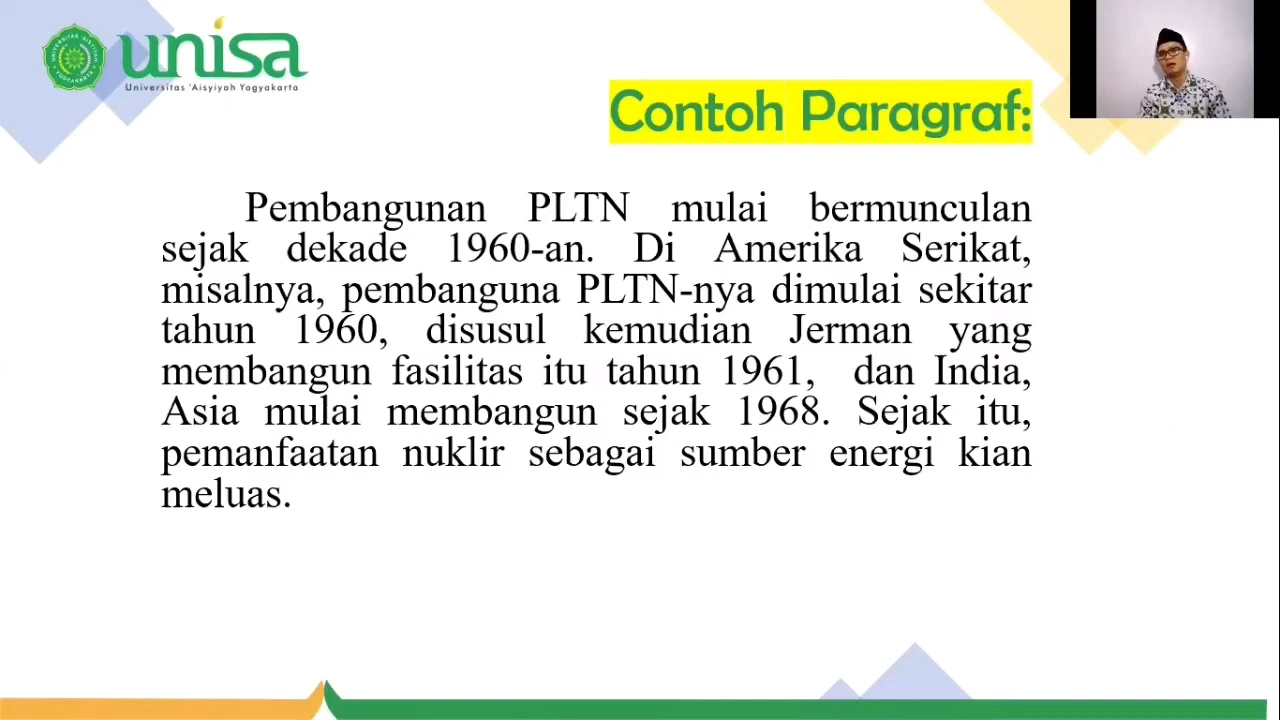 unisa
Universitas 'Aisyiyah Yogyakarta
Contoh Paragraf:
Pembangunan PLTN mulai bermunculan
sejak dekade 1960-an. Di Amerika Serikat,
misalnya, pembanguna PLTN-nya dimulai sekitar
tahun 1960, disusul kemudian Jerman yang
membangun fasilitas itu tahun 1961, dan India,
Asia mulai membangun sejak 1968. Sejak itu,
pemanfaatan nuklir sebagai sumber energi kian
meluas.